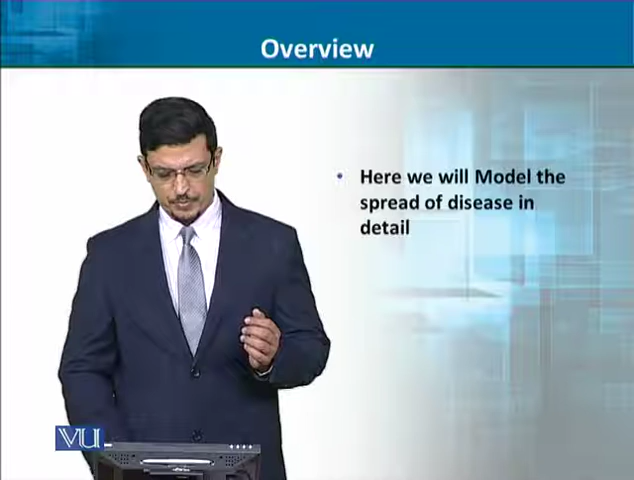 Overview
• Here we will Model the
spread of disease in
detail
VU